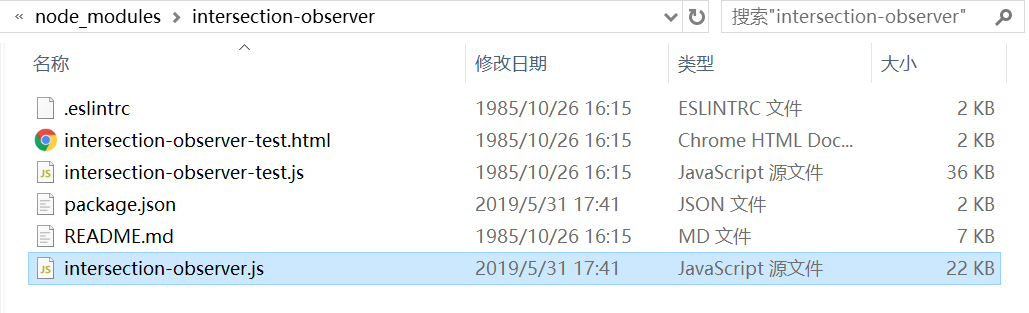 « node_modules › intersection-observer 搜索"intersection-observer"
名称 修改日期 类型 大小
.eslintrc 1985/10/26 16:15 ESLINTRC 文件 2 KB
intersection-observer-test.html 1985/10/26 16:15 Chrome HTML Doc... 2 KB
intersection-observer-test.js 1985/10/26 16:15 JavaScript 源文件 36 KB
package.json 2019/5/31 17:41 JSON 文件 2 KB
README.md 1985/10/26 16:15 MD 文件 7 KB
intersection-observer.js 2019/5/31 17:41 JavaScript 源文件 22 KB